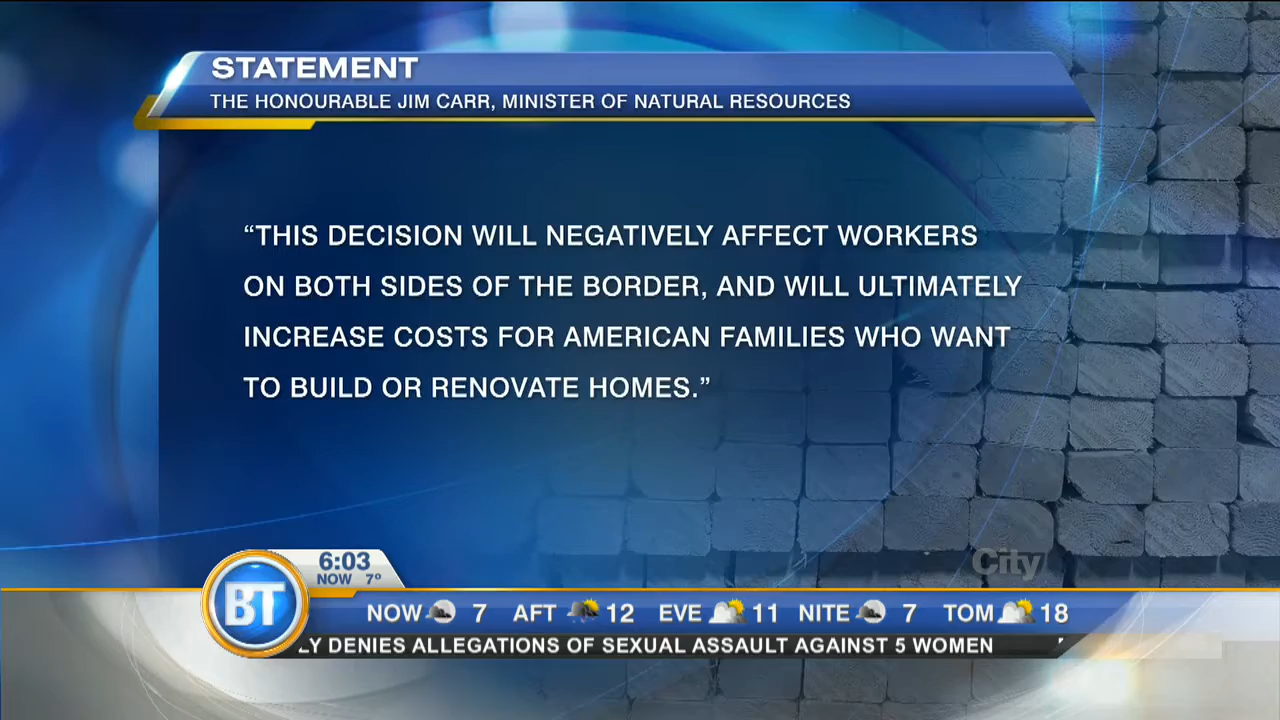 STATEMENT
THE HONOURABLE JIM CARR, MINISTER OF NATURAL RESOURCES
“THIS DECISION WILL NEGATIVELY AFFECT WORKERS
ON BOTH SIDES OF THE BORDER, AND WILL ULTIMATELY
INCREASE COSTS FOR AMERICAN FAMILIES WHO WANT
TO BUILD OR RENOVATE HOMES.”
City
6:03
NOW 7°
BT
NOW 7 AFT 12 EVE 11 NITE 7 TOM 18
DENIES ALLEGATIONS OF SEXUAL ASSAULT AGAINST 5 WOMEN